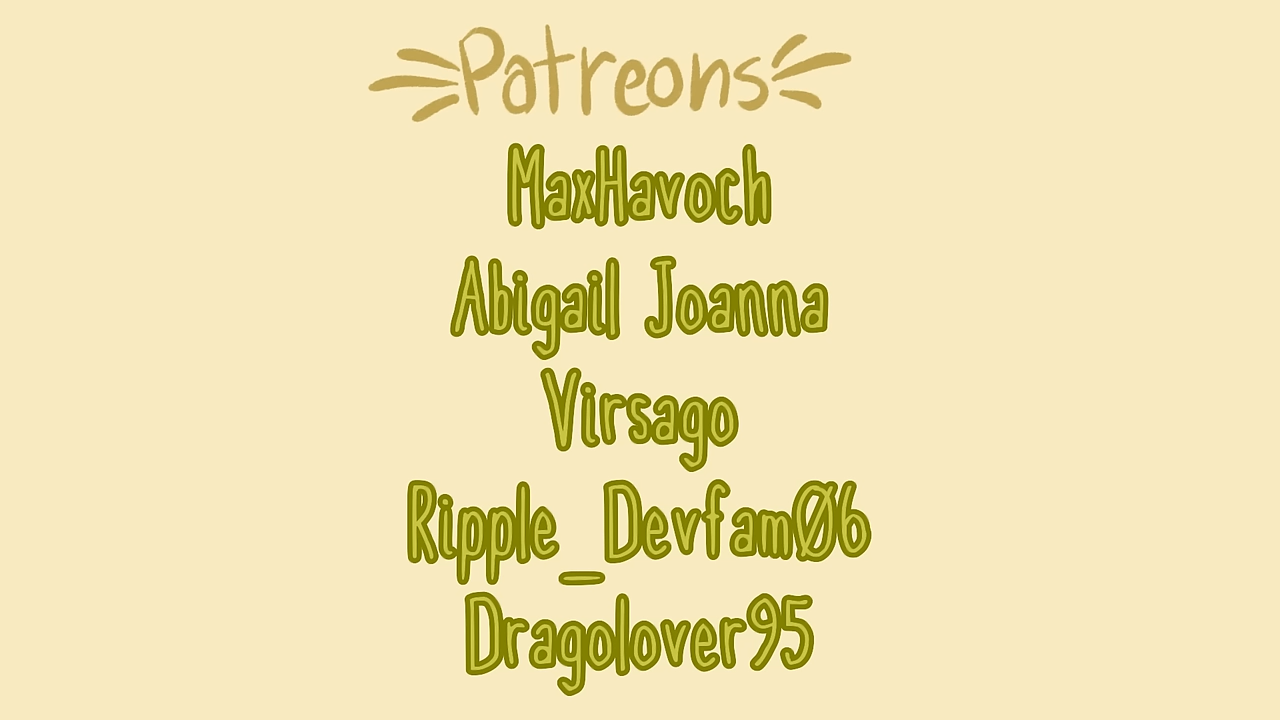 Patreons
MaxHavoch
Abigail Joanna
Virsago
Ripple_Devfam06
Dragolover95